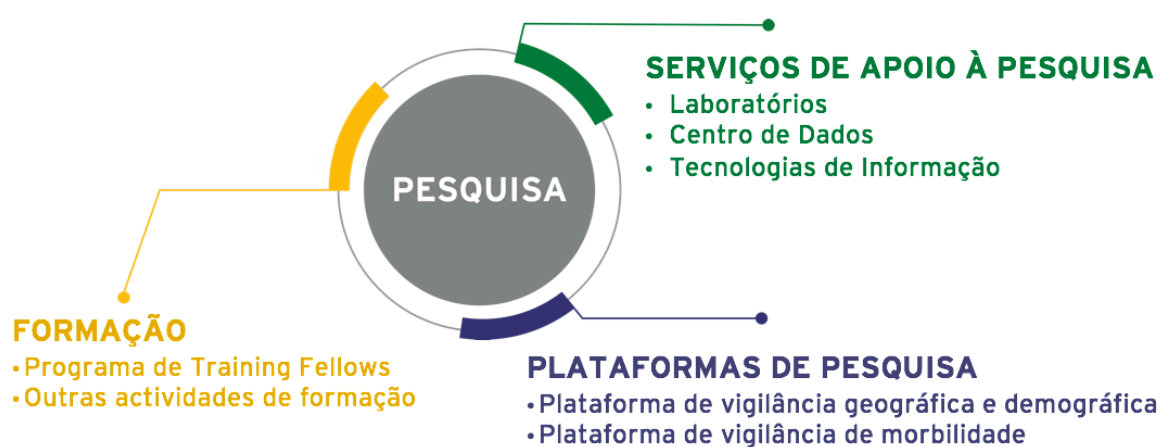 SERVIÇOS DE APOIO À PESQUISA
• Laboratórios
• Centro de Dados
• Tecnologias de Informação
PESQUISA
FORMAÇÃO
• Programa de Training Fellows
• Outras actividades de formação
PLATAFORMAS DE PESQUISA
• Plataforma de vigilância geográfica e demográfica
• Plataforma de vigilância de morbilidade